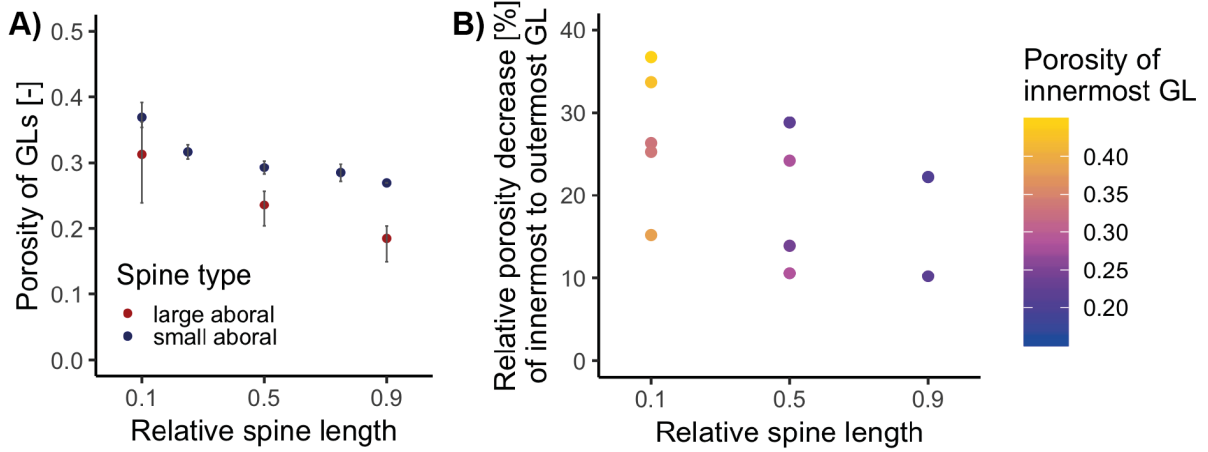 A)
Porosity of GLs [-]
0.5
0.4
0.3
0.2
0.1
0.0
Spine type
large aboral
small aboral
0.1 0.5 0.9
Relative spine length
B)
Relative porosity decrease [%]
of innermost to outermost GL
40
30
20
10
0
0.1 0.5 0.9
Relative spine length
Porosity of
innermost GL
0.40
0.35
0.30
0.25
0.20